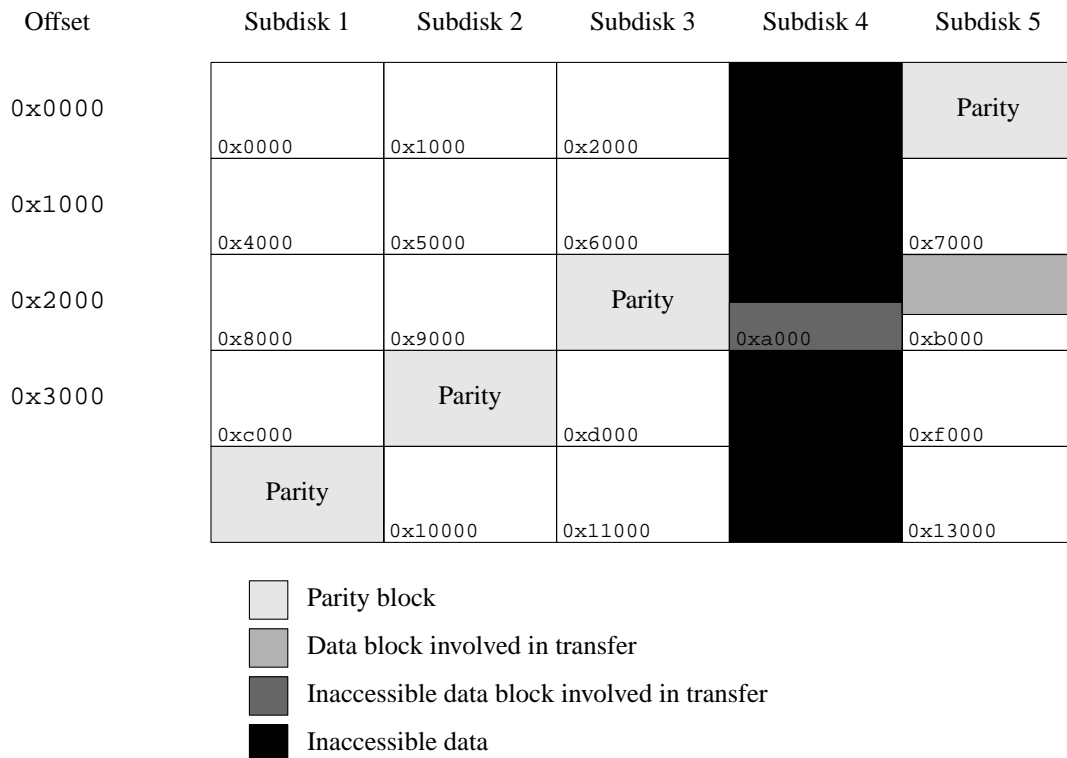 Offset Subdisk 1 Subdisk 2 Subdisk 3 Subdisk 4 Subdisk 5
0x0000 Parity
0x0000 0x1000 0x2000
0x1000
0x4000 0x5000 0x6000 0x7000
0x2000 Parity
0x8000 0x9000 0xa000 0xb000
0x3000 Parity
0xc000 0xd000 0xf000
Parity
0x10000 0x11000 0x13000
Parity block
Data block involved in transfer
Inaccessible data block involved in transfer
Inaccessible data